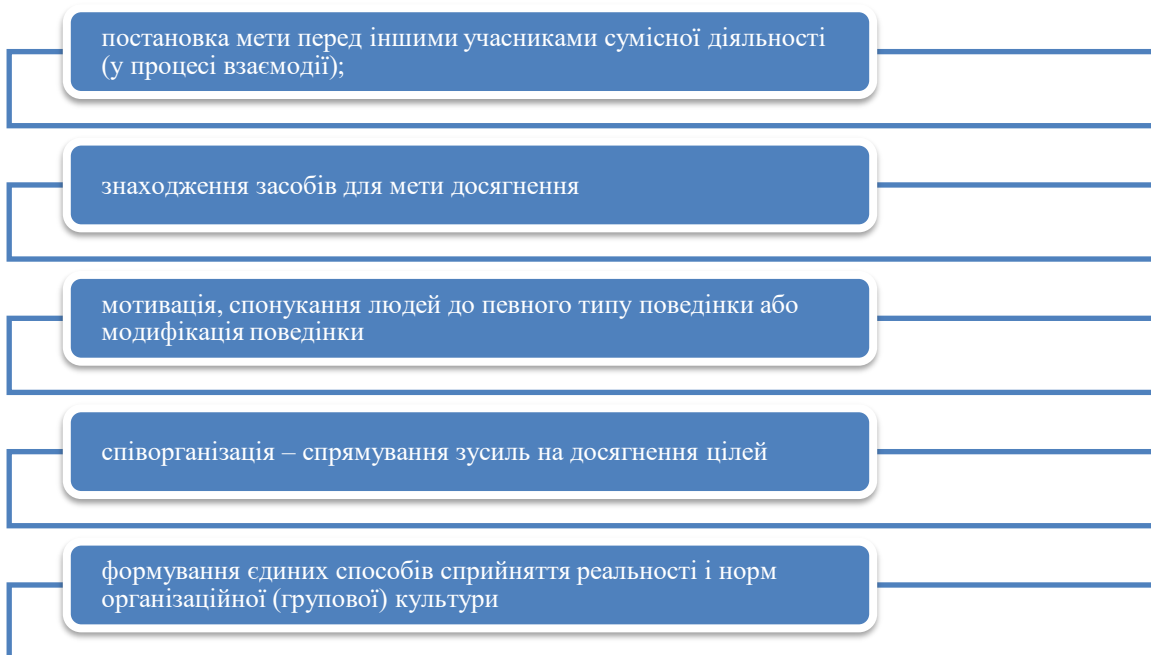 постановка мети перед іншими учасниками сумісної діяльності
(у процесі взаємодії);
знаходження засобів для мети досягнення
мотивація, спонукання людей до певного типу поведінки або
модифікація поведінки
співорганізація – спрямування зусиль на досягнення цілей
формування єдиних способів сприйняття реальності і норм
організаційної (групової) культури